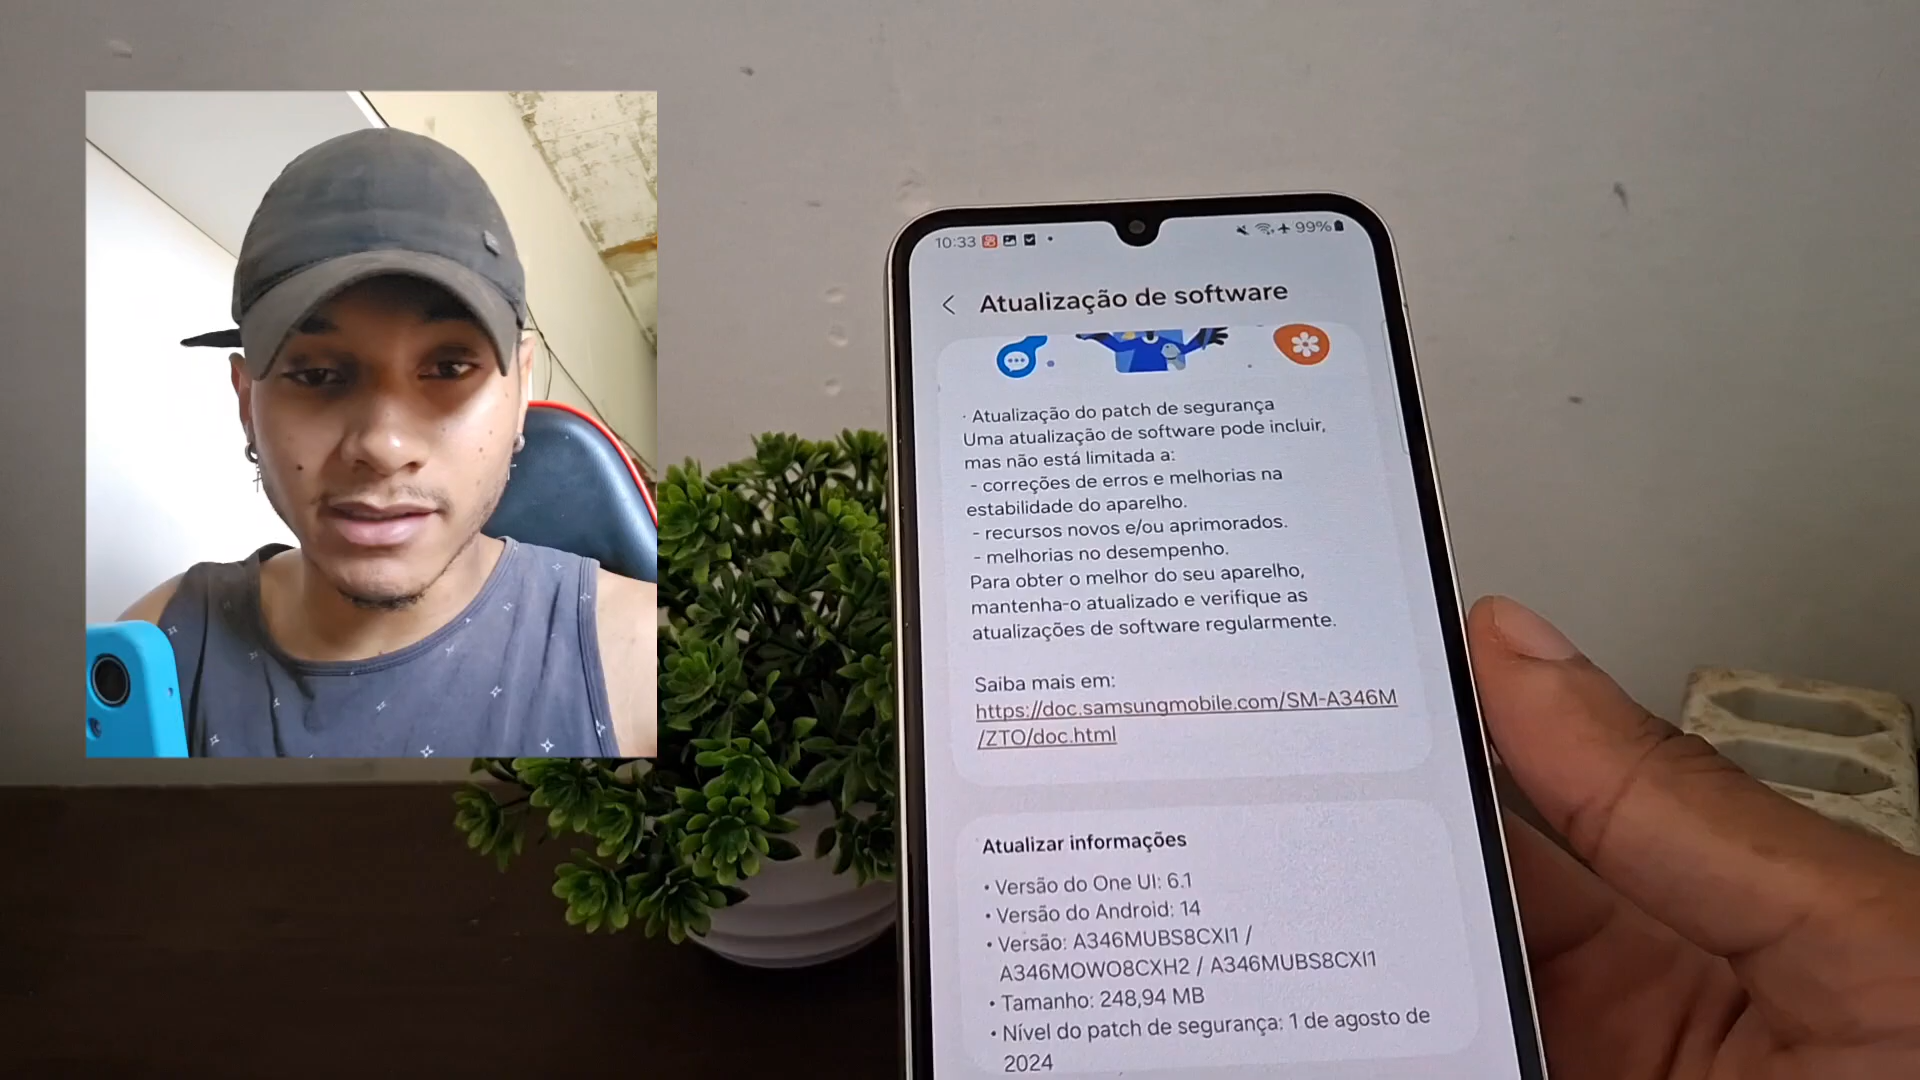 10:33
99%
Atualização de software
· Atualização do patch de segurança
Uma atualização de software pode incluir,
mas não está limitada a:
- correções de erros e melhorias na
estabilidade do aparelho.
- recursos novos e/ou aprimorados.
- melhorias no desempenho.
Para obter o melhor do seu aparelho,
mantenha-o atualizado e verifique as
atualizações de software regularmente.
Saiba mais em:
https://doc.samsungmobile.com/SM-A346M
/ZTO/doc.html
Atualizar informações
• Versão do One UI: 6.1
• Versão do Android: 14
• Versão: A346MUBS8CXI1 /
A346MOWO8CXH2 / A346MUBS8CXI1
• Tamanho: 248,94 MB
• Nível do patch de segurança: 1 de agosto de
2024